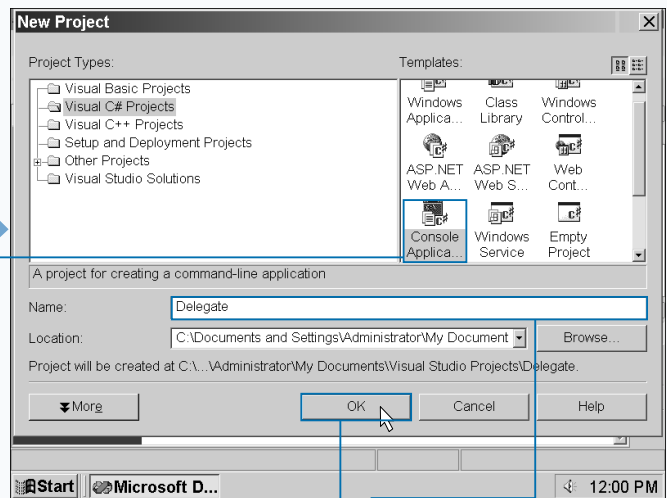 New Project
Project Types:
Templates:
Visual Basic Projects
Visual C# Projects
Visual C++ Projects
Setup and Deployment Projects
Other Projects
Visual Studio Solutions
Windows Applica...
Class Library
Windows Control...
ASP.NET Web A...
ASP.NET Web S...
Web Cont...
Console Applica...
Windows Service
Empty Project
A project for creating a command-line application
Name:
Delegate
Location:
C:\Documents and Settings\Administrator\My Document
Browse...
Project will be created at C:\...\Administrator\My Documents\Visual Studio Projects\Delegate.
More
OK
Cancel
Help
Start
Microsoft D...
12:00 PM